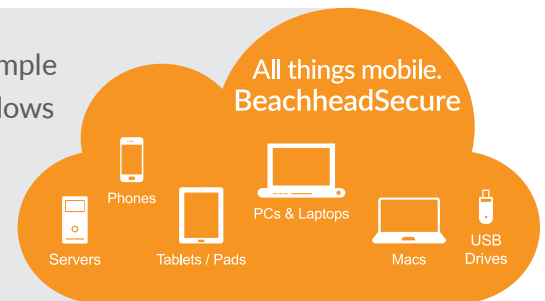 All things mobile.
BeachheadSecure
Phones
PCs & Laptops
Servers
Tablets / Pads
Macs
USB
Drives